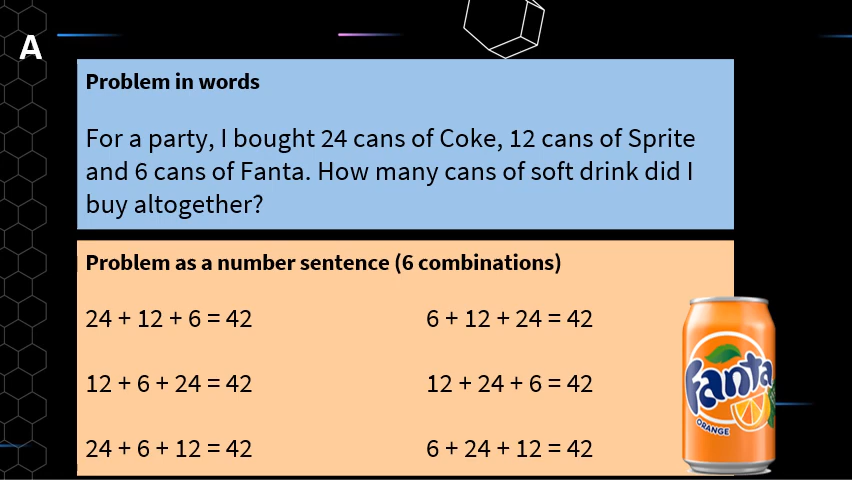 A
Problem in words
For a party, I bought 24 cans of Coke, 12 cans of Sprite
and 6 cans of Fanta. How many cans of soft drink did I
buy altogether?
Problem as a number sentence (6 combinations)
24 + 12 + 6 = 42
6 + 12 + 24 = 42
12 + 6 + 24 = 42
12 + 24 + 6 = 42
24 + 6 + 12 = 42
6 + 24 + 12 = 42
Fanta
ORANGE